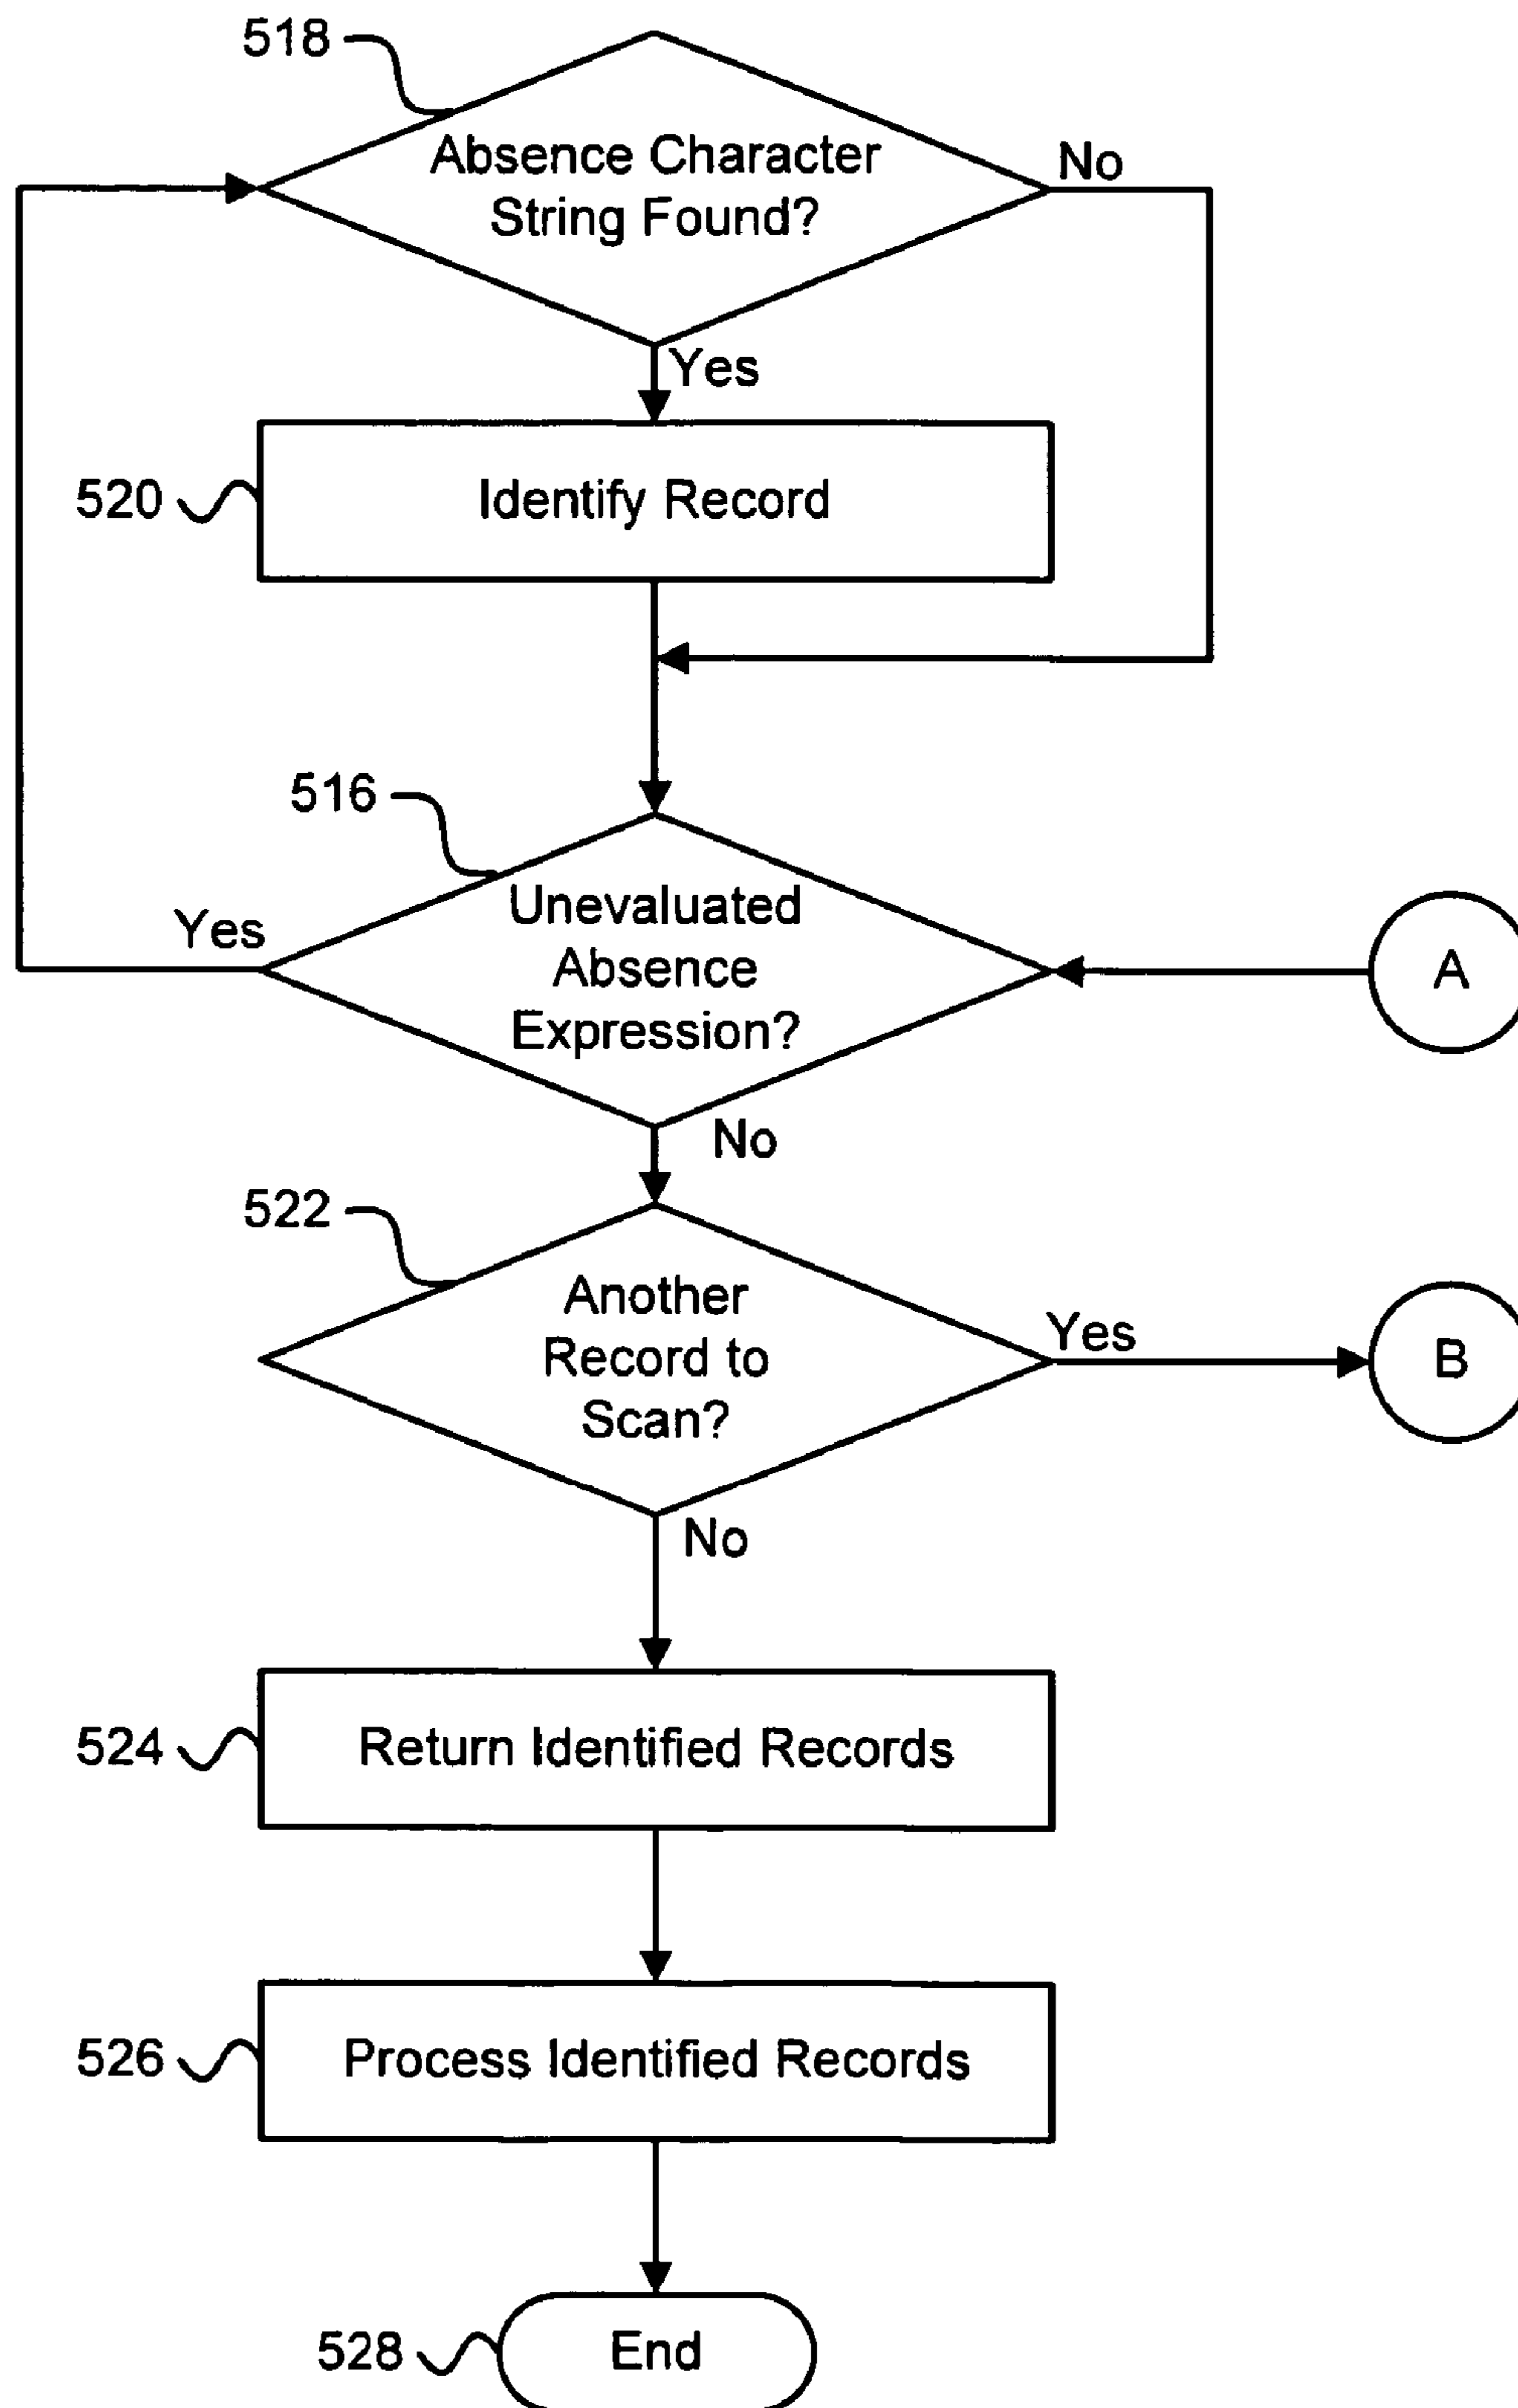 518
Absence Character
String Found?
No
Yes
520
Identify Record
516
Unevaluated
Absence
Expression?
Yes
A
No
522
Another
Record to
Scan?
Yes
B
No
524
Return Identified Records
526
Process Identified Records
528
End